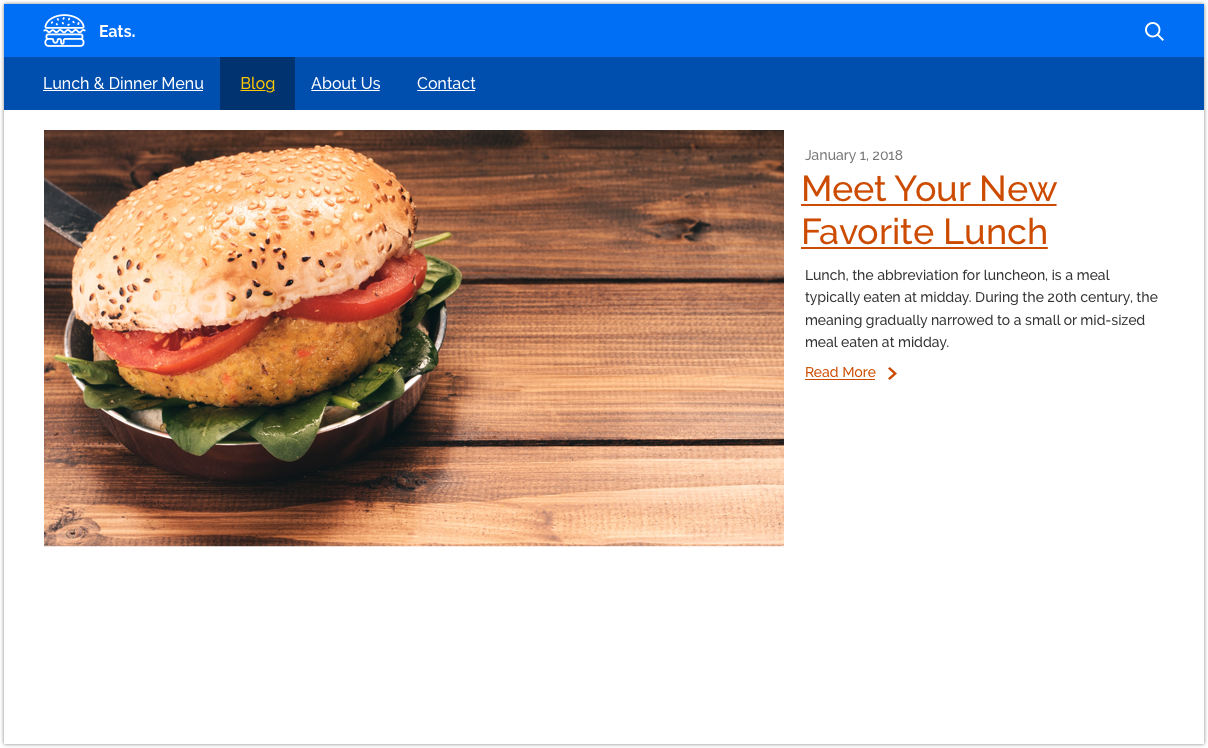 Eats.
Lunch & Dinner Menu
Blog
About Us
Contact
January 1, 2018
Meet Your New
Favorite Lunch
Lunch, the abbreviation for luncheon, is a meal
typically eaten at midday. During the 20th century, the
meaning gradually narrowed to a small or mid-sized
meal eaten at midday.
Read More